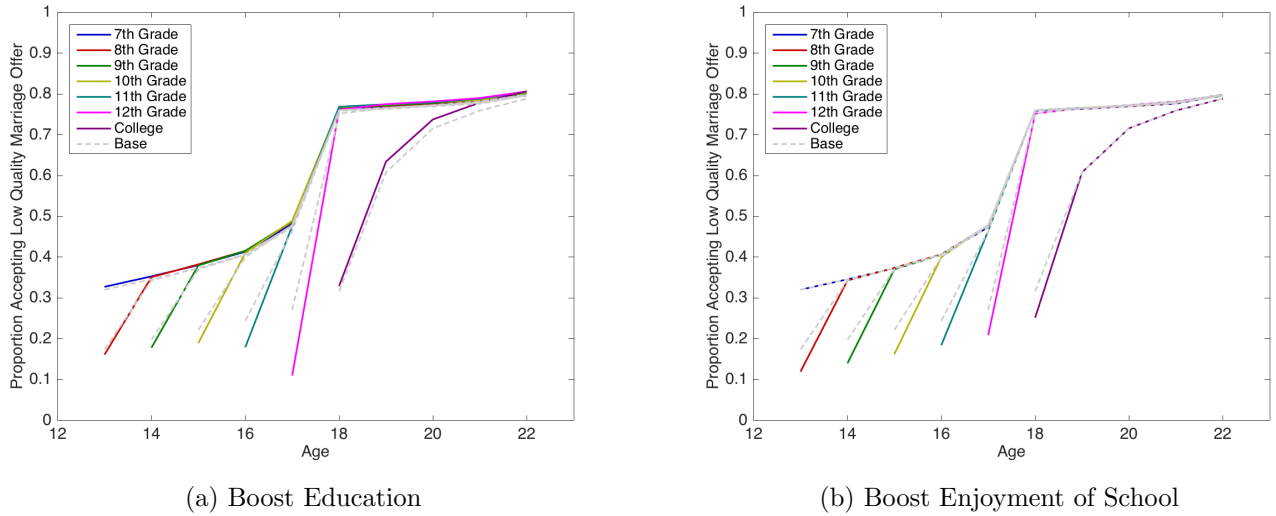 Proportion Accepting Low Quality Marriage Offer
1
0.9
0.8
0.7
0.6
0.5
0.4
0.3
0.2
0.1
0
7th Grade
8th Grade
9th Grade
10th Grade
11th Grade
12th Grade
College
Base
12 14 16 18 20 22
Age
(a) Boost Education
Proportion Accepting Low Quality Marriage Offer
1
0.9
0.8
0.7
0.6
0.5
0.4
0.3
0.2
0.1
0
7th Grade
8th Grade
9th Grade
10th Grade
11th Grade
12th Grade
College
Base
12 14 16 18 20 22
Age
(b) Boost Enjoyment of School